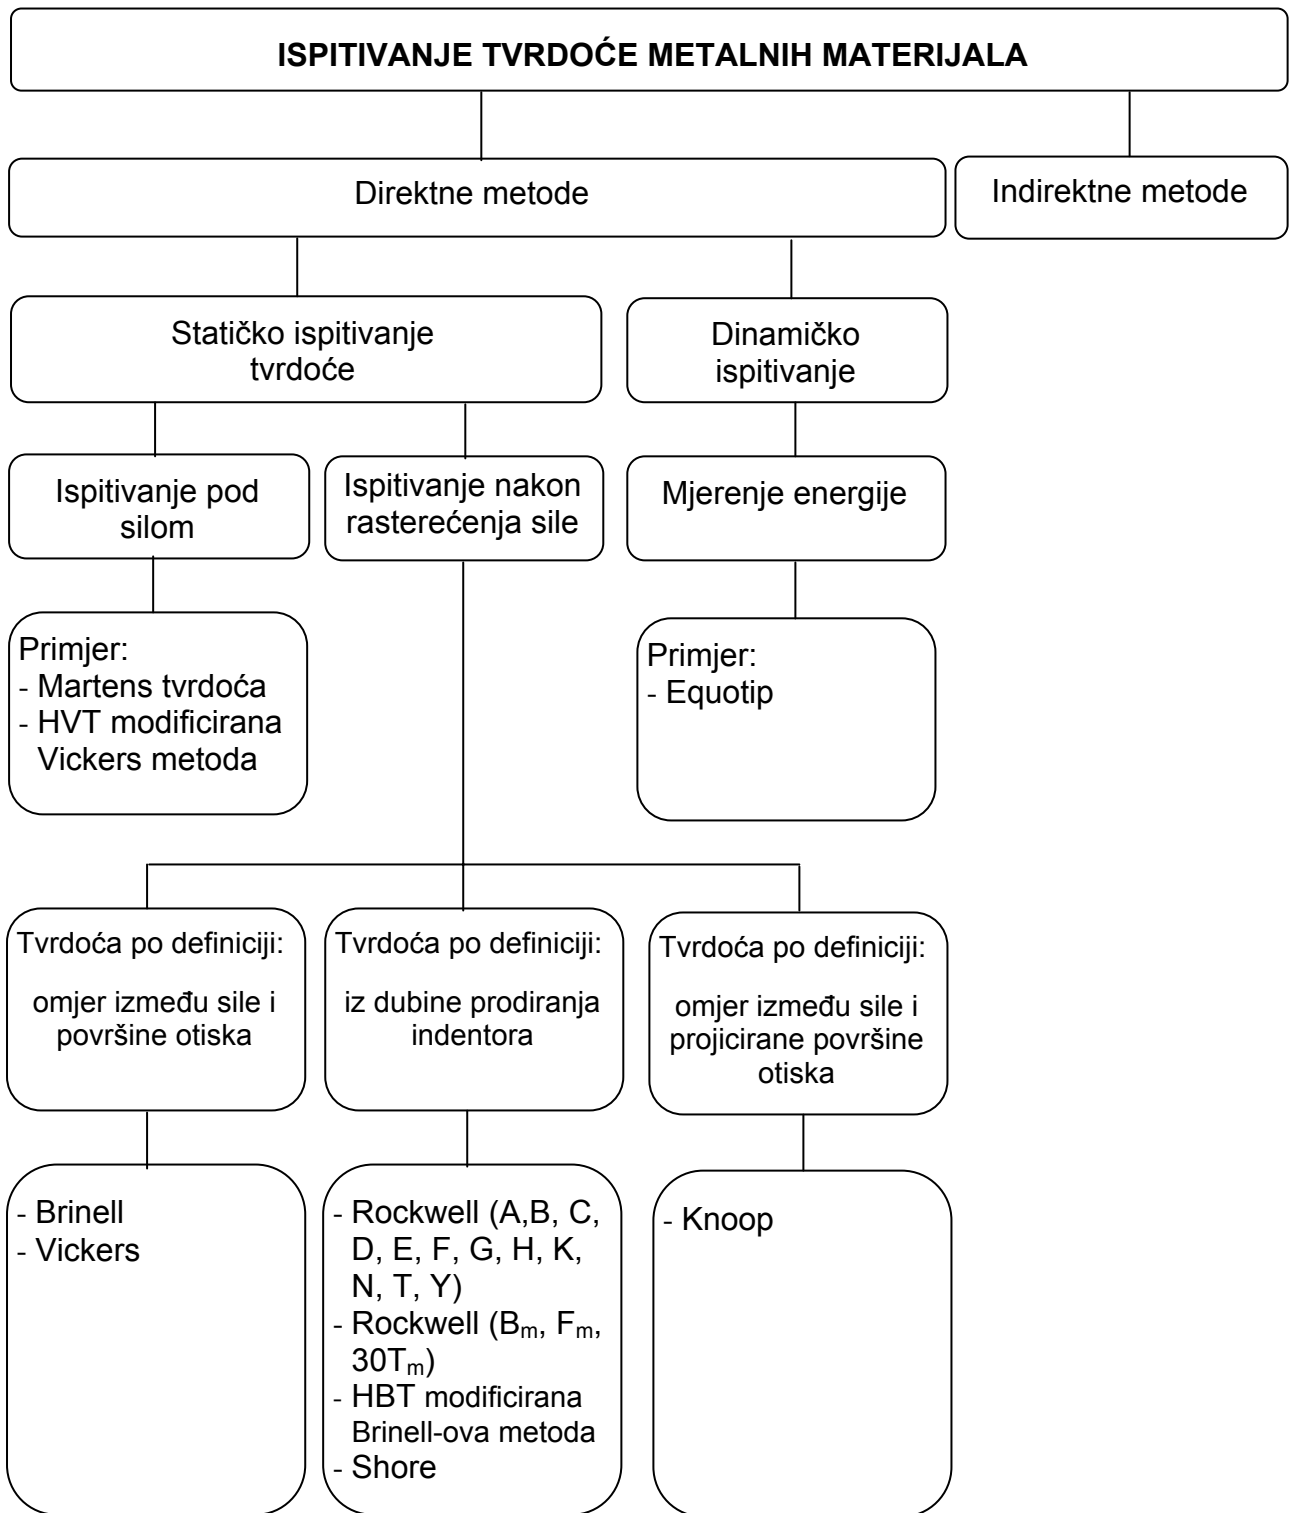 ISPITIVANJE TVRDOĆE METALNIH MATERIJALA
Direktne metode
Indirektne metode
Statičko ispitivanje
tvrdoće
Dinamičko
ispitivanje
Ispitivanje pod
silom
Ispitivanje nakon
rasterećenja sile
Mjerenje energije
Primjer:
- Martens tvrdoća
- HVT modificirana
Vickers metoda
Primjer:
- Equotip
Tvrdoća po definiciji:
omjer između sile i
površine otiska
Tvrdoća po definiciji:
iz dubine prodiranja
indentora
Tvrdoća po definiciji:
omjer između sile i
projicirane površine
otiska
- Brinell
- Vickers
- Rockwell (A,B, C,
D, E, F, G, H, K,
N, T, Y)
- Rockwell (Bₘ, Fₘ,
30Tₘ)
- HBT modificirana
Brinell-ova metoda
- Shore
- Knoop